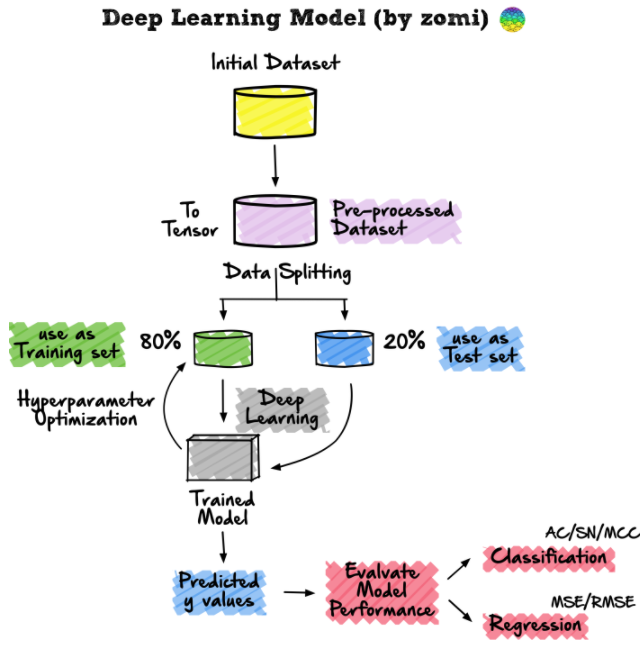 Deep Learning Model (by zomi)
Initial Dataset
To
Tensor
Pre-processed
Dataset
Data Splitting
use as
Training set
80%
20%
use as
Test set
Hyperparameter
Optimization
Deep
Learning
Trained
Model
Predicted
y values
Evaluate
Model
Performance
AC/SN/MCC
Classification
MSE/RMSE
Regression